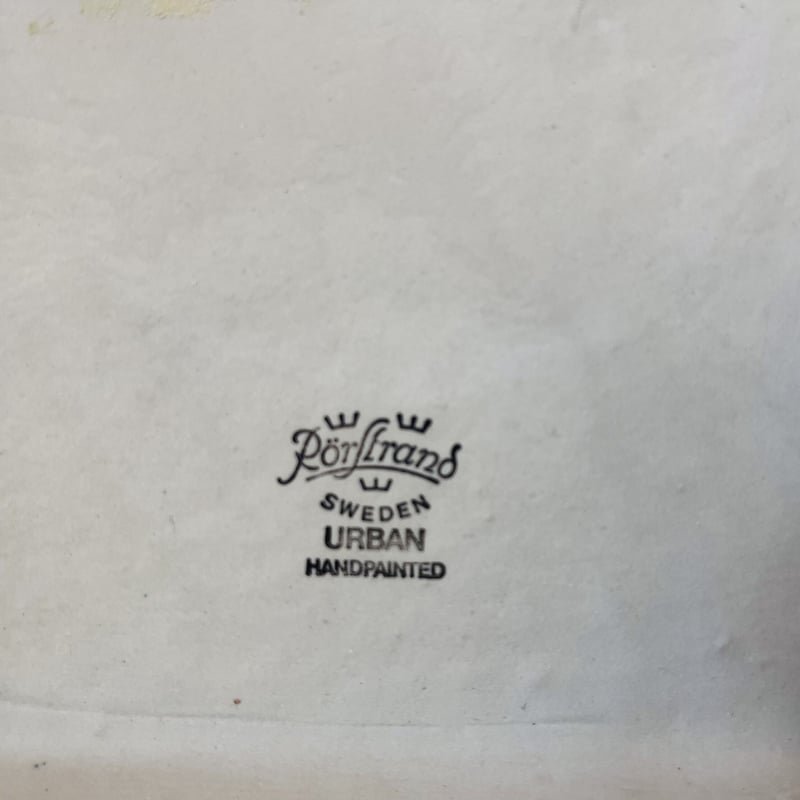 Rörstrand
SWEDEN
URBAN
HANDPAINTED